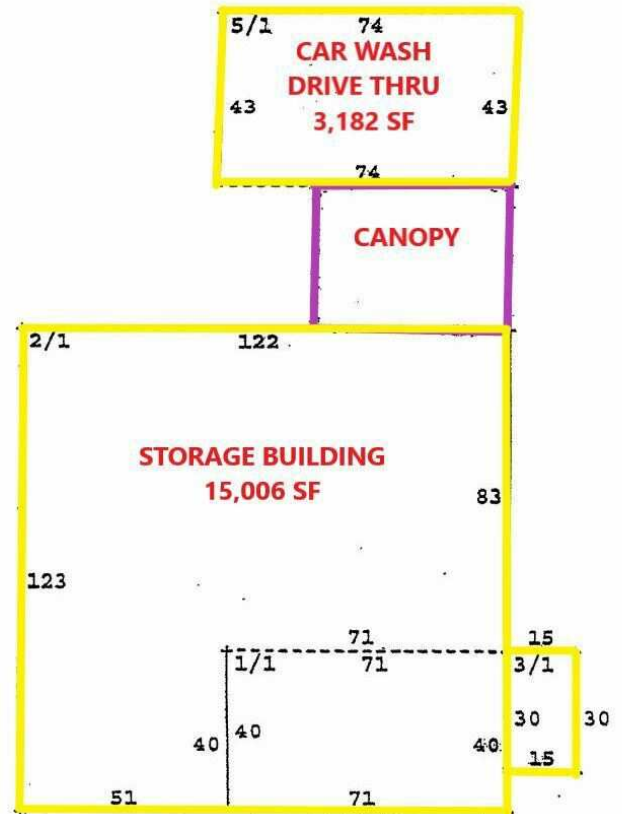 5/1 74
CAR WASH
DRIVE THRU
3,182 SF
43 43
74
CANOPY
2/1 122
STORAGE BUILDING
15,006 SF
83
123
71 15
1/1 71 3/1
30 30
40 40 40
15
51 71